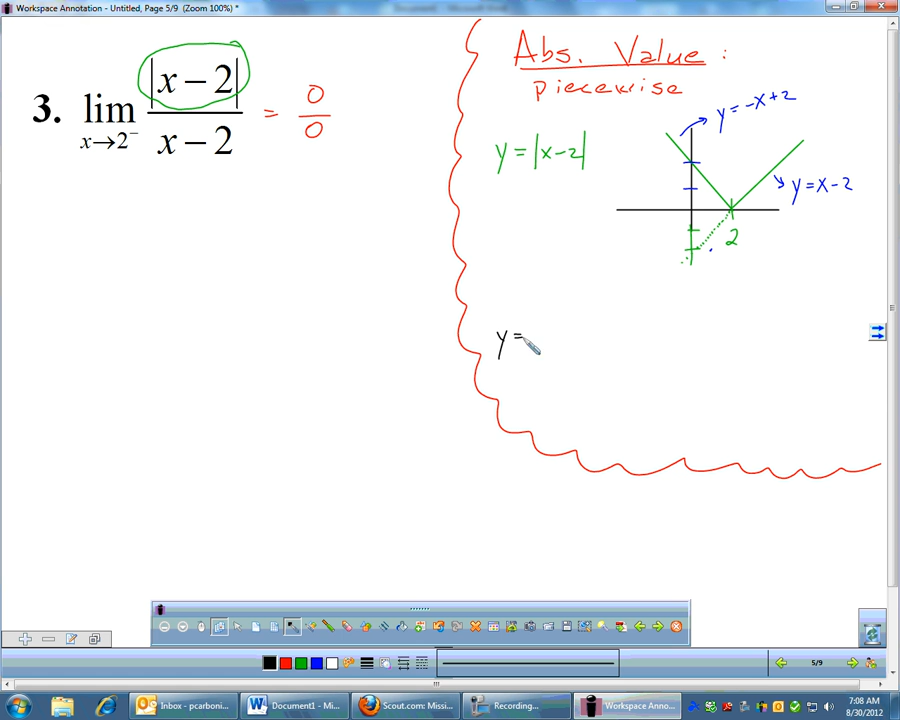 Workspace Annotation - Untitled, Page 5/9 (Zoom 100%) *
3. lim x→2⁻ |x − 2| / (x − 2) = 0/0
Abs. Value :
piecewise
y = |x-2|
y = -x+2
y = x-2
2
y =
5/9
Inbox - pcarboni...
Document1 - Mi...
Scout.com: Missi...
Recording...
Workspace Annot...
7:08 AM
8/30/2012